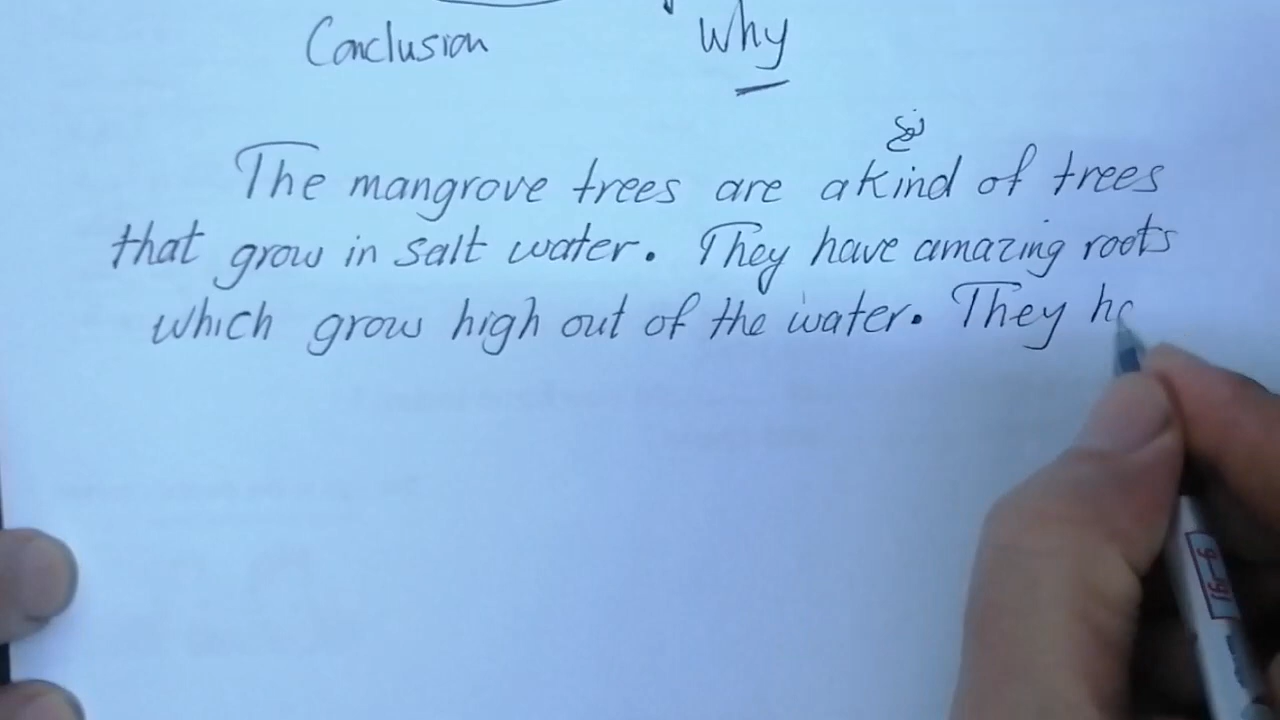 Conclusion Why
نوع
The mangrove trees are a kind of trees
that grow in salt water. They have amazing roots
which grow high out of the water. They ha